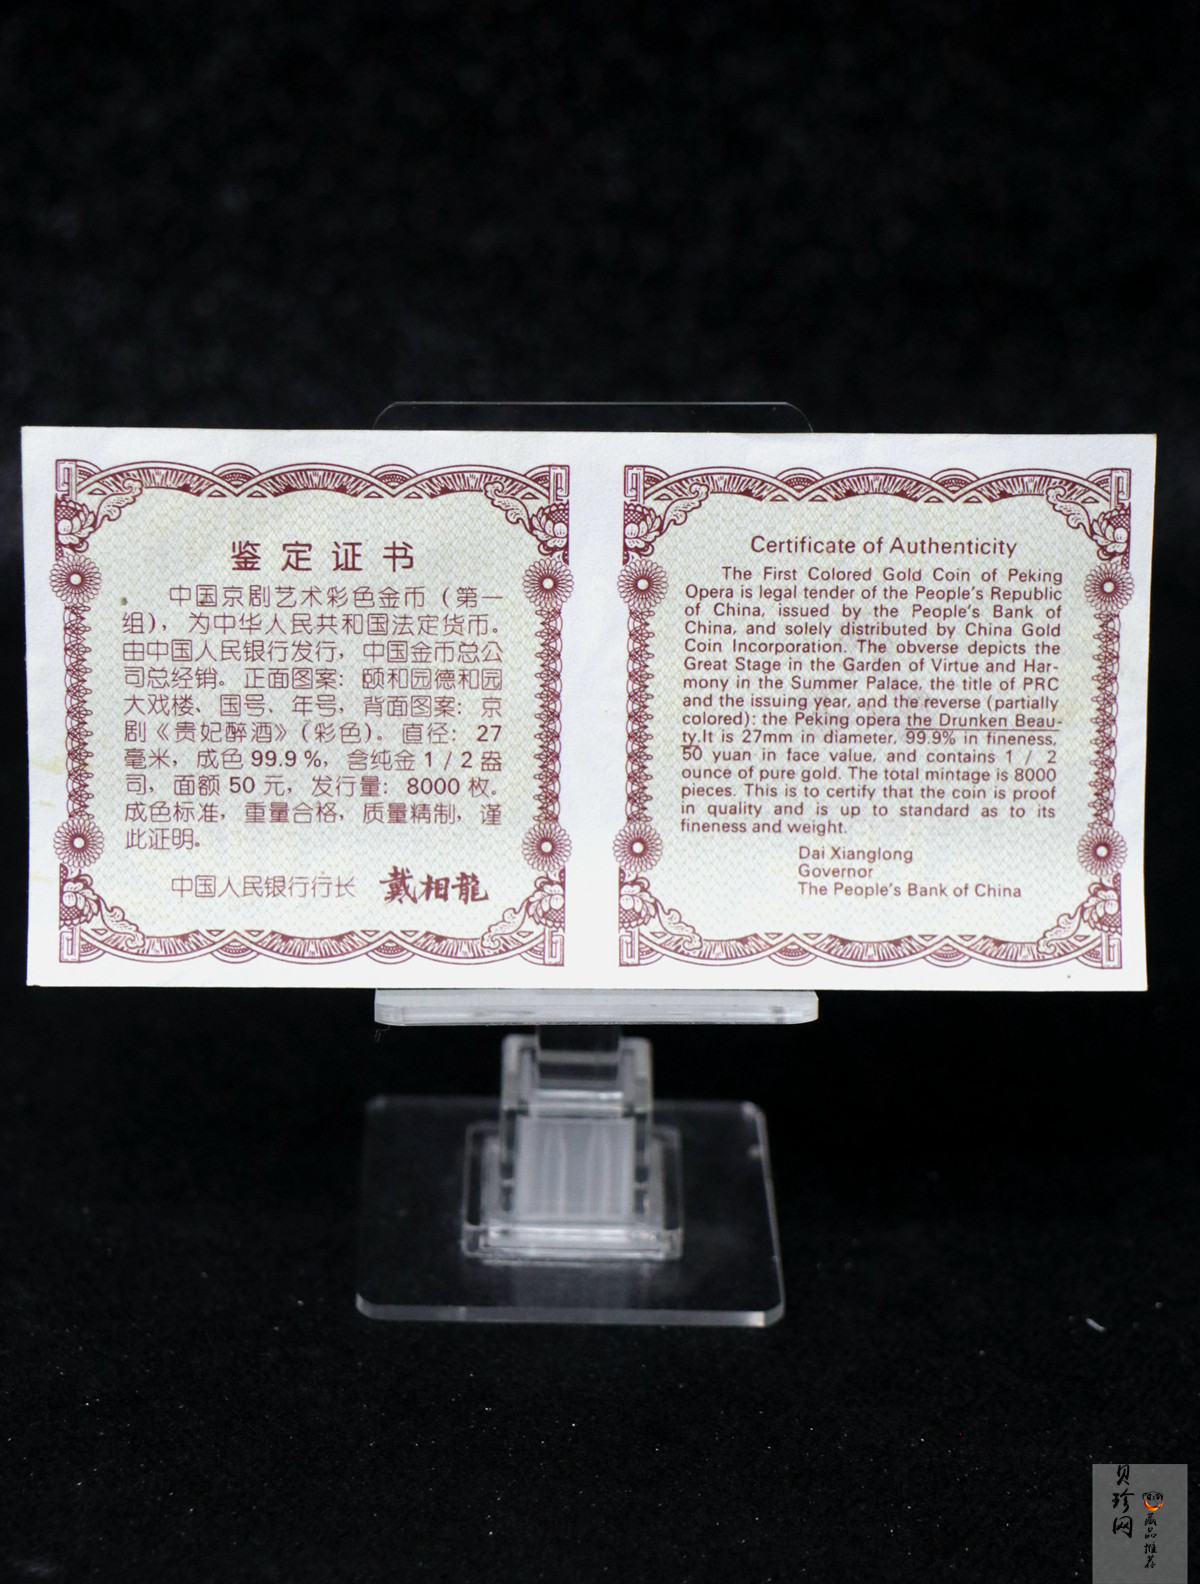 鉴定证书
中国京剧艺术彩色金币（第一
组），为中华人民共和国法定货币。
由中国人民银行发行，中国金币总公
司总经销。正面图案：颐和园德和园
大戏楼、国号、年号，背面图案：京
剧《贵妃醉酒》（彩色）。直径：27
毫米，成色99.9%，含纯金1/2盎
司，面额50元，发行量：8000枚。
成色标准，重量合格，质量精制，谨
此证明。
中国人民银行行长 戴相龍
Certificate of Authenticity
The First Colored Gold Coin of Peking
Opera is legal tender of the People's Republic
of China, issued by the People's Bank of
China, and solely distributed by China Gold
Coin Incorporation. The obverse depicts the
Great Stage in the Garden of Virtue and Har-
mony in the Summer Palace, the title of PRC
and the issuing year, and the reverse (partially
colored): the Peking opera the Drunken Beau-
ty.It is 27mm in diameter, 99.9% in fineness,
50 yuan in face value, and contains 1 / 2
ounce of pure gold. The total mintage is 8000
pieces. This is to certify that the coin is proof
in quality and is up to standard as to its
fineness and weight.
Dai Xianglong
Governor
The People's Bank of China
贝珍网
藏品推荐